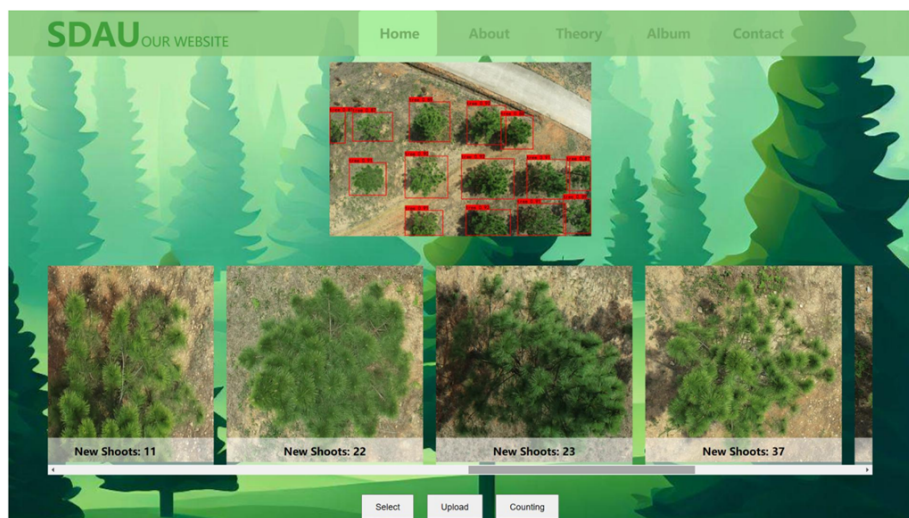 SDAU OUR WEBSITE
Home About Theory Album Contact
New Shoots: 11
New Shoots: 22
New Shoots: 23
New Shoots: 37
Select Upload Counting